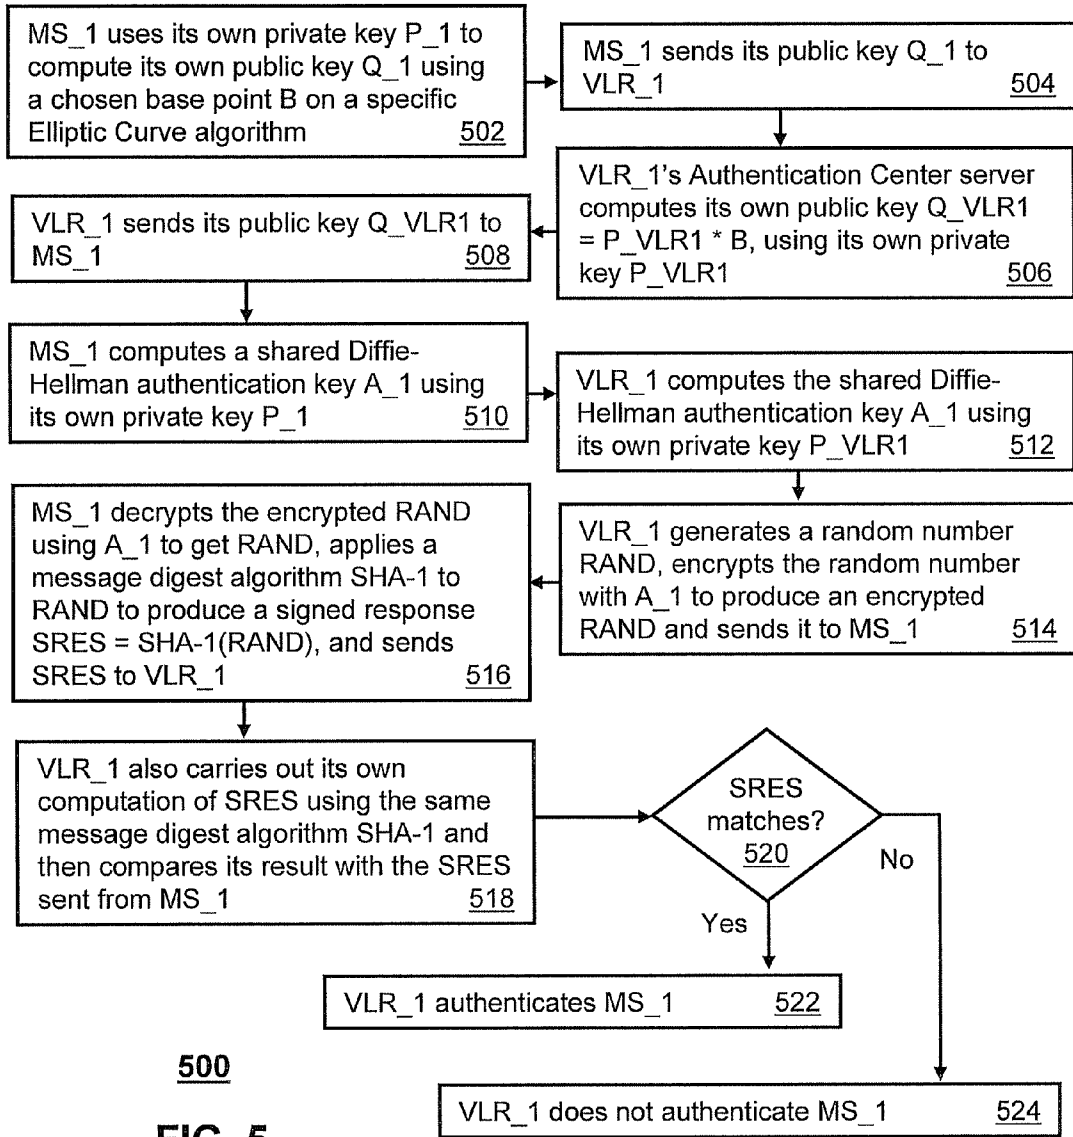 MS_1 uses its own private key P_1 to
compute its own public key Q_1 using
a chosen base point B on a specific
Elliptic Curve algorithm 502
MS_1 sends its public key Q_1 to
VLR_1 504
VLR_1's Authentication Center server
computes its own public key Q_VLR1
= P_VLR1 * B, using its own private
key P_VLR1 506
VLR_1 sends its public key Q_VLR1 to
MS_1 508
MS_1 computes a shared Diffie-
Hellman authentication key A_1 using
its own private key P_1 510
VLR_1 computes the shared Diffie-
Hellman authentication key A_1 using
its own private key P_VLR1 512
VLR_1 generates a random number
RAND, encrypts the random number
with A_1 to produce an encrypted
RAND and sends it to MS_1 514
MS_1 decrypts the encrypted RAND
using A_1 to get RAND, applies a
message digest algorithm SHA-1 to
RAND to produce a signed response
SRES = SHA-1(RAND), and sends
SRES to VLR_1 516
VLR_1 also carries out its own
computation of SRES using the same
message digest algorithm SHA-1 and
then compares its result with the SRES
sent from MS_1 518
SRES
matches?
520
No
Yes
VLR_1 authenticates MS_1 522
VLR_1 does not authenticate MS_1 524
500
FIG. 5